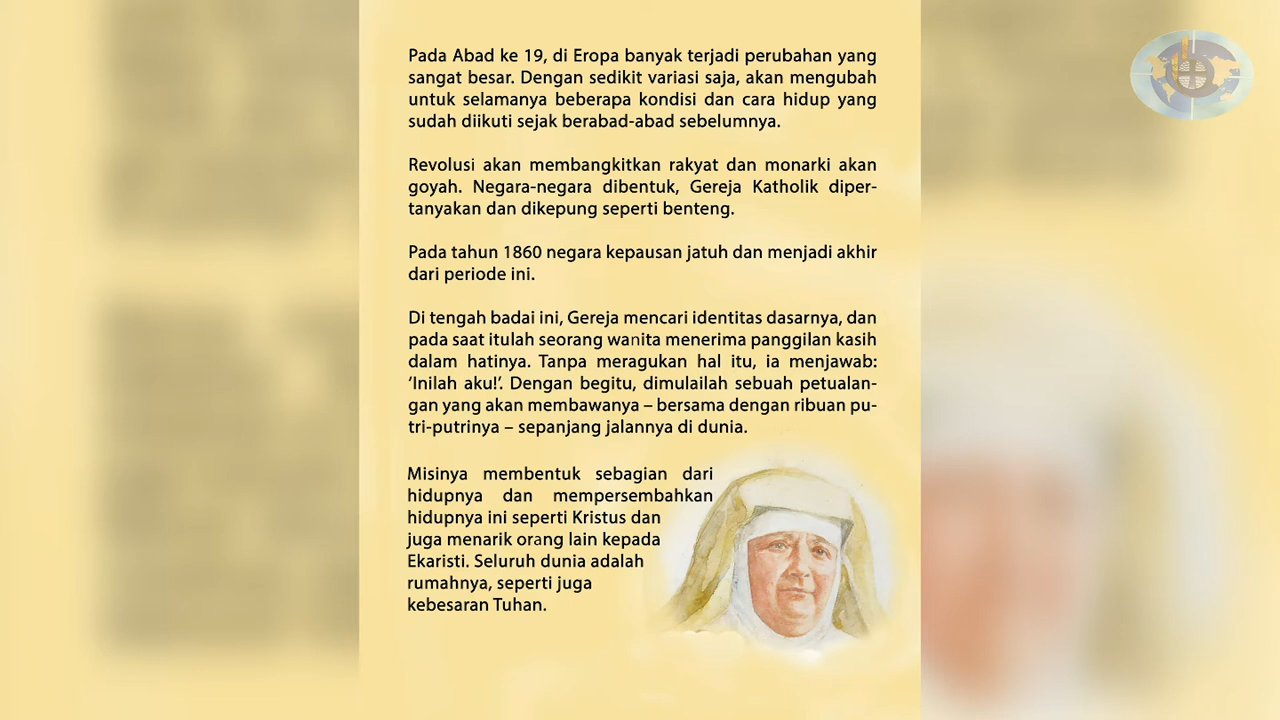 Pada Abad ke 19, di Eropa banyak terjadi perubahan yang
sangat besar. Dengan sedikit variasi saja, akan mengubah
untuk selamanya beberapa kondisi dan cara hidup yang
sudah diikuti sejak berabad-abad sebelumnya.
Revolusi akan membangkitkan rakyat dan monarki akan
goyah. Negara-negara dibentuk, Gereja Katholik diper-
tanyakan dan dikepung seperti benteng.
Pada tahun 1860 negara kepausan jatuh dan menjadi akhir
dari periode ini.
Di tengah badai ini, Gereja mencari identitas dasarnya, dan
pada saat itulah seorang wanita menerima panggilan kasih
dalam hatinya. Tanpa meragukan hal itu, ia menjawab:
‘Inilah aku!’. Dengan begitu, dimulailah sebuah petualan-
gan yang akan membawanya – bersama dengan ribuan pu-
tri-putrinya – sepanjang jalannya di dunia.
Misinya membentuk sebagian dari
hidupnya dan mempersembahkan
hidupnya ini seperti Kristus dan
juga menarik orang lain kepada
Ekaristi. Seluruh dunia adalah
rumahnya, seperti juga
kebesaran Tuhan.